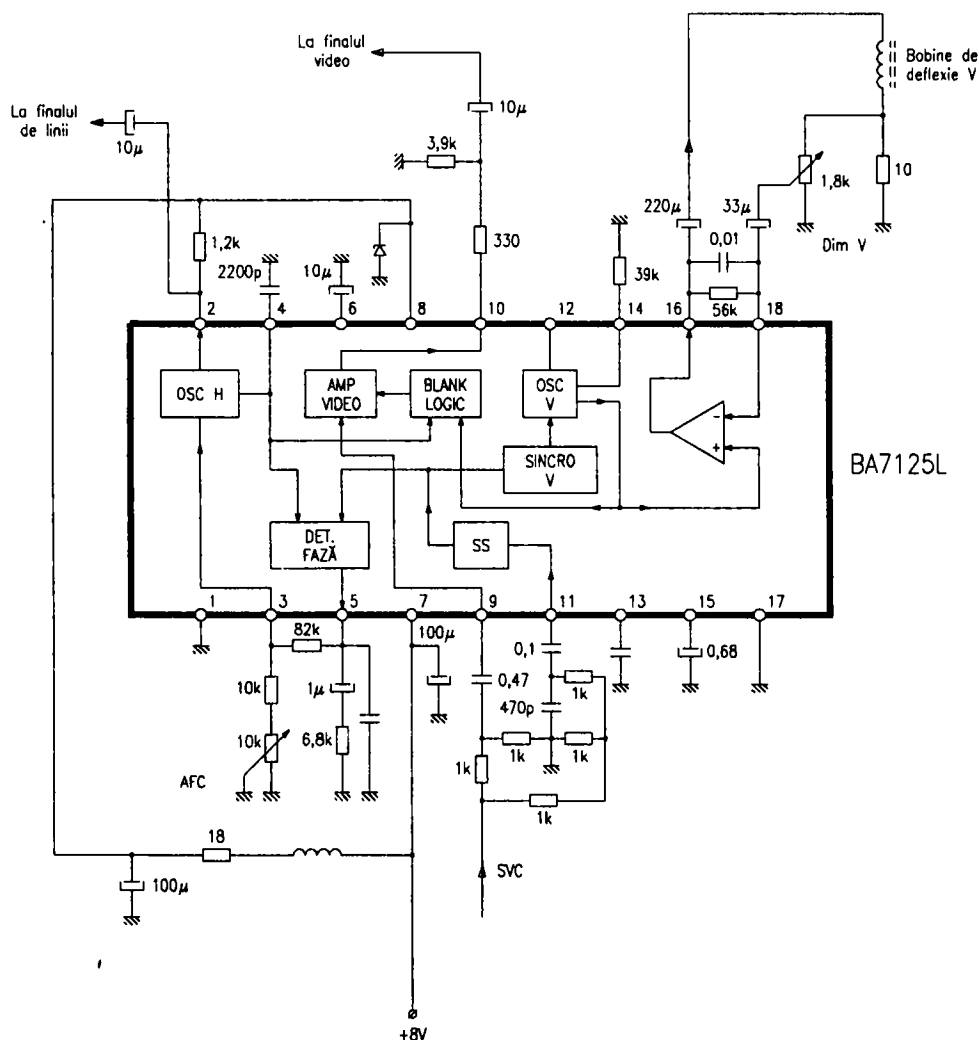 La finalul
video
Bobine de
deflexie V
La finalul
de linii
10µ
10µ
3,9k
1,8k
10
220µ
33µ
Dim V
1,2k
2200p
10µ
330
39k
0,01
56k
2
4
6
8
10
12
14
16
18
OSC H
AMP
VIDEO
BLANK
LOGIC
OSC
V
SINCRO
V
DET.
FAZĂ
SS
-
+
BA7125L
1
3
5
7
9
11
13
15
17
82k
100µ
0,1
0,68
10k
1µ
0,47
1k
470p
10k
6,8k
1k
1k
1k
1k
AFC
18
SVC
100µ
+8V